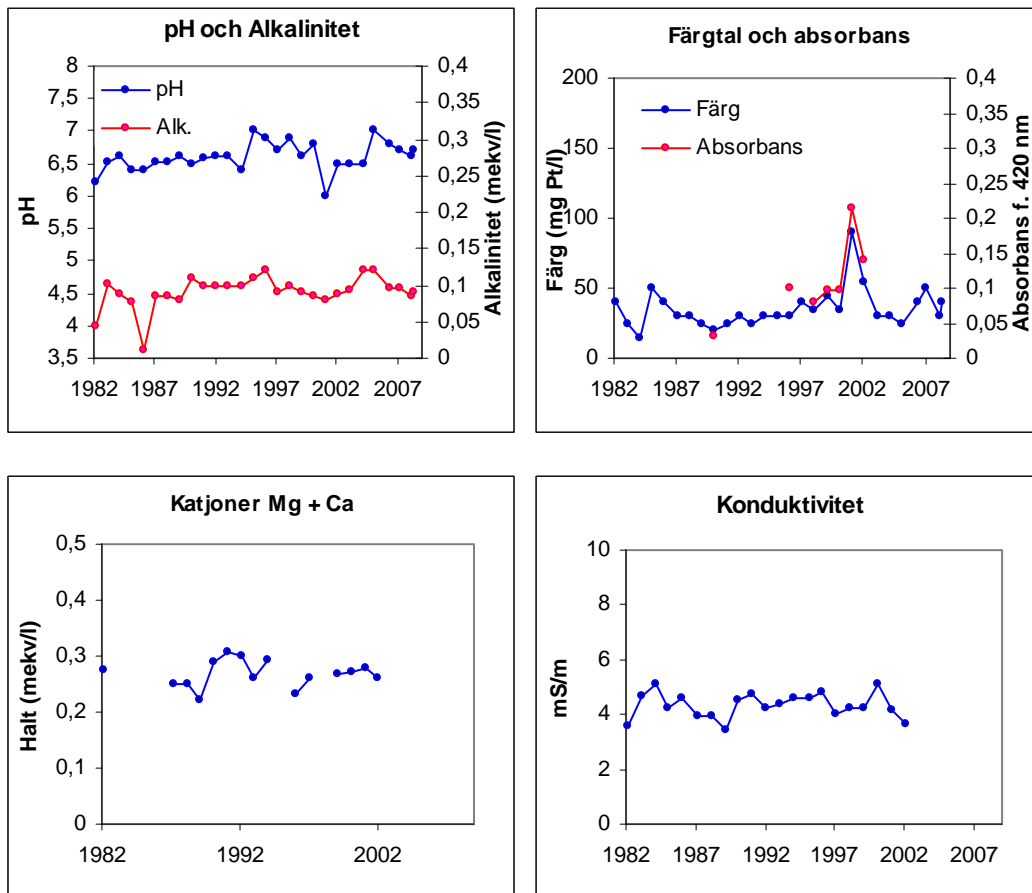 pH och Alkalinitet
8
7,5
7
6,5
6
5,5
5
4,5
4
3,5
pH
pH
Alk.
0,4
0,35
0,3
0,25
0,2
0,15
0,1
0,05
0
Alkalinitet (mekv/l)
1982 1987 1992 1997 2002 2007
Färgtal och absorbans
200
150
100
50
0
Färg (mg Pt/l)
Färg
Absorbans
0,4
0,35
0,3
0,25
0,2
0,15
0,1
0,05
0
Absorbans f. 420 nm
1982 1987 1992 1997 2002 2007
Katjoner Mg + Ca
0,5
0,4
0,3
0,2
0,1
0
Halt (mekv/l)
1982 1992 2002
Konduktivitet
10
8
6
4
2
0
mS/m
1982 1987 1992 1997 2002 2007